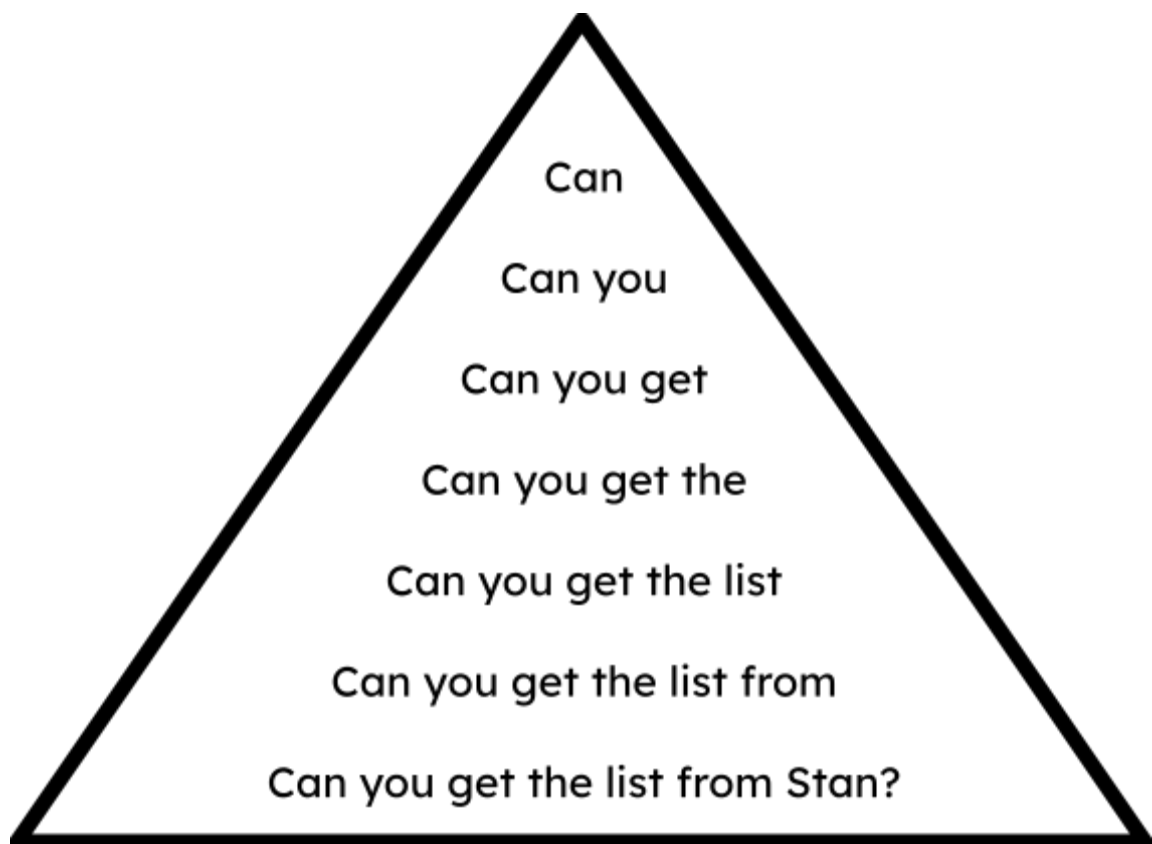 Can
Can you
Can you get
Can you get the
Can you get the list
Can you get the list from
Can you get the list from Stan?